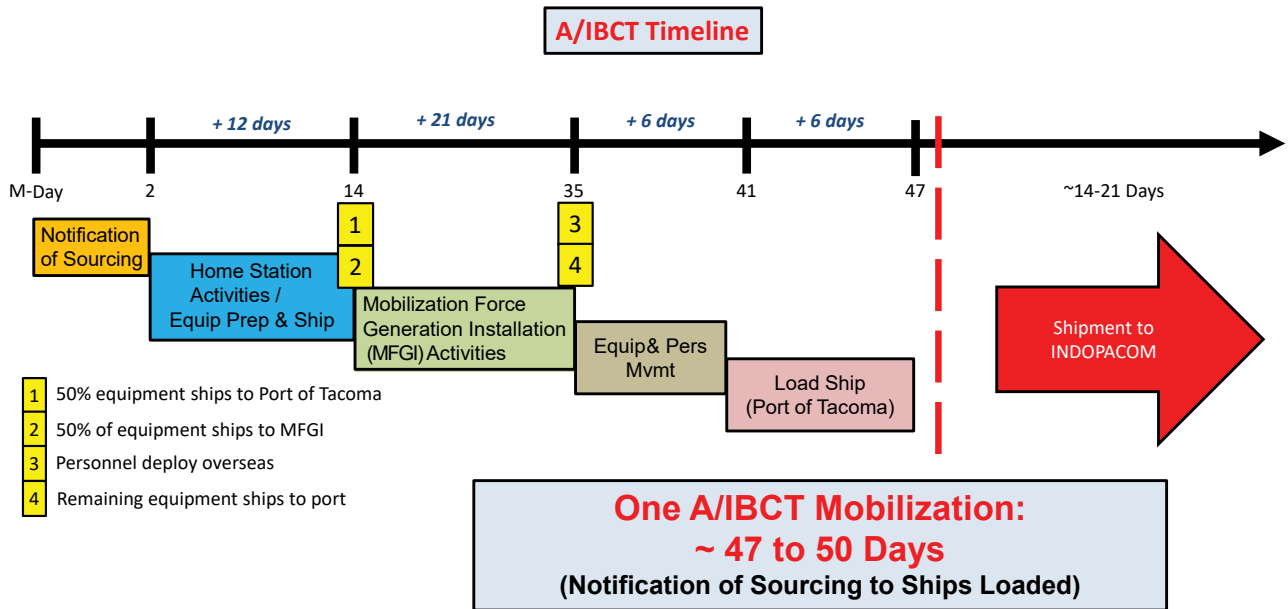 A/IBCT Timeline
+ 12 days
+ 21 days
+ 6 days
+ 6 days
M-Day
2
14
35
41
47
~14-21 Days
Notification
of Sourcing
1
2
3
4
Home Station
Activities /
Equip Prep & Ship
Mobilization Force
Generation Installation
(MFGI) Activities
Equip& Pers
Mvmt
Load Ship
(Port of Tacoma)
Shipment to
INDOPACOM
1 50% equipment ships to Port of Tacoma
2 50% of equipment ships to MFGI
3 Personnel deploy overseas
4 Remaining equipment ships to port
One A/IBCT Mobilization:
~ 47 to 50 Days
(Notification of Sourcing to Ships Loaded)